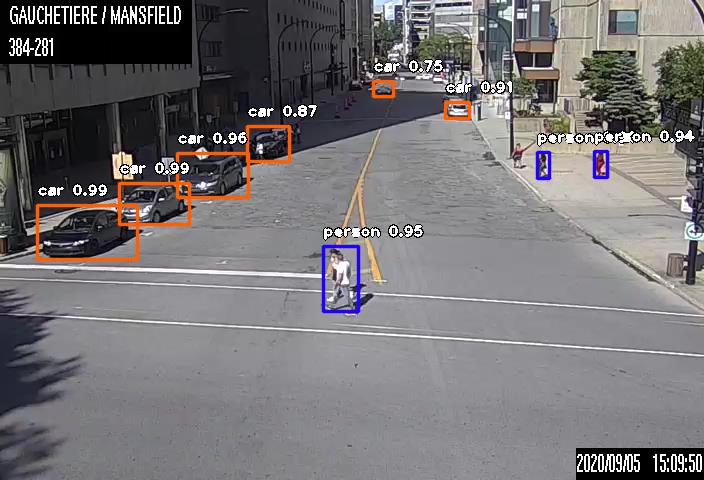 GAUCHETIERE / MANSFIELD
384-281
car 0.75
car 0.91
car 0.87
car 0.96
person
person 0.94
car 0.99
car 0.99
person 0.95
2020/09/05 15:09:50